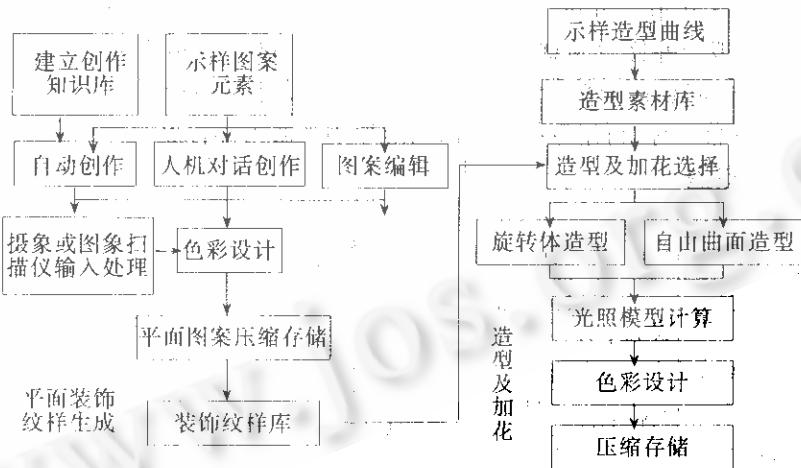 建立创作
知识库
示样图案
元素
自动创作
人机对话创作
图案编辑
摄象或图象扫
描仪输入处理
色彩设计
平面图案压缩存储
平面装饰
纹样生成
装饰纹样库
示样造型曲线
造型素材库
造型及加花选择
旋转体造型
自由曲面造型
光照模型计算
造型及加花
色彩设计
压缩存储
www.jos.org.c